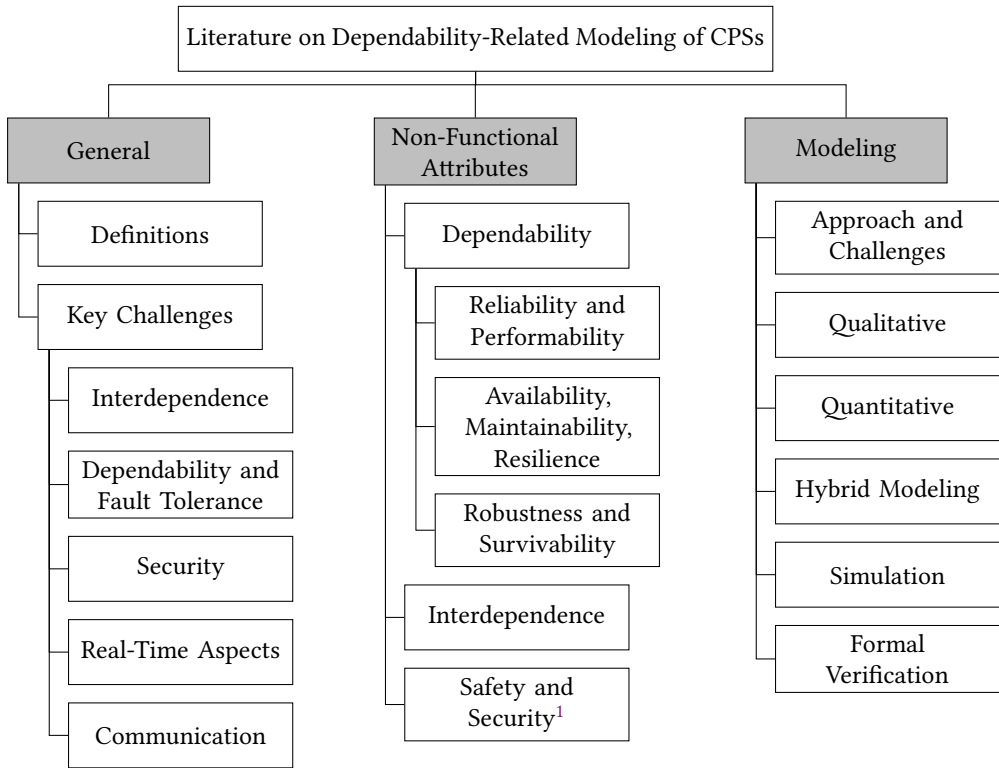 Literature on Dependability-Related Modeling of CPSs
General
Definitions
Key Challenges
Interdependence
Dependability and
Fault Tolerance
Security
Real-Time Aspects
Communication
Non-Functional
Attributes
Dependability
Reliability and
Performability
Availability,
Maintainability,
Resilience
Robustness and
Survivability
Interdependence
Safety and
Security1
Modeling
Approach and
Challenges
Qualitative
Quantitative
Hybrid Modeling
Simulation
Formal
Verification